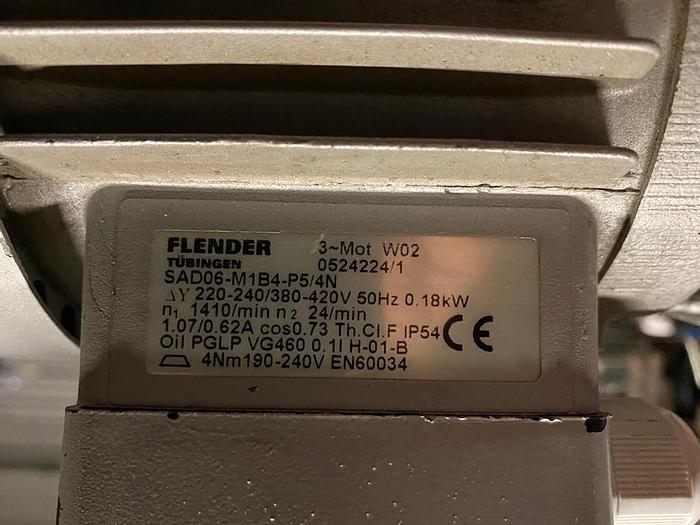 FLENDER 3~Mot W02
TÜBINGEN 0524224/1
SAD06-M1B4-P5/4N
△Y 220-240/380-420V 50Hz 0.18kW
n₁ 1410/min n₂ 24/min
1.07/0.62A cos0.73 Th.Cl.F IP54 CE
Oil PGLP VG460 0.1l H-01-B
4Nm190-240V EN60034